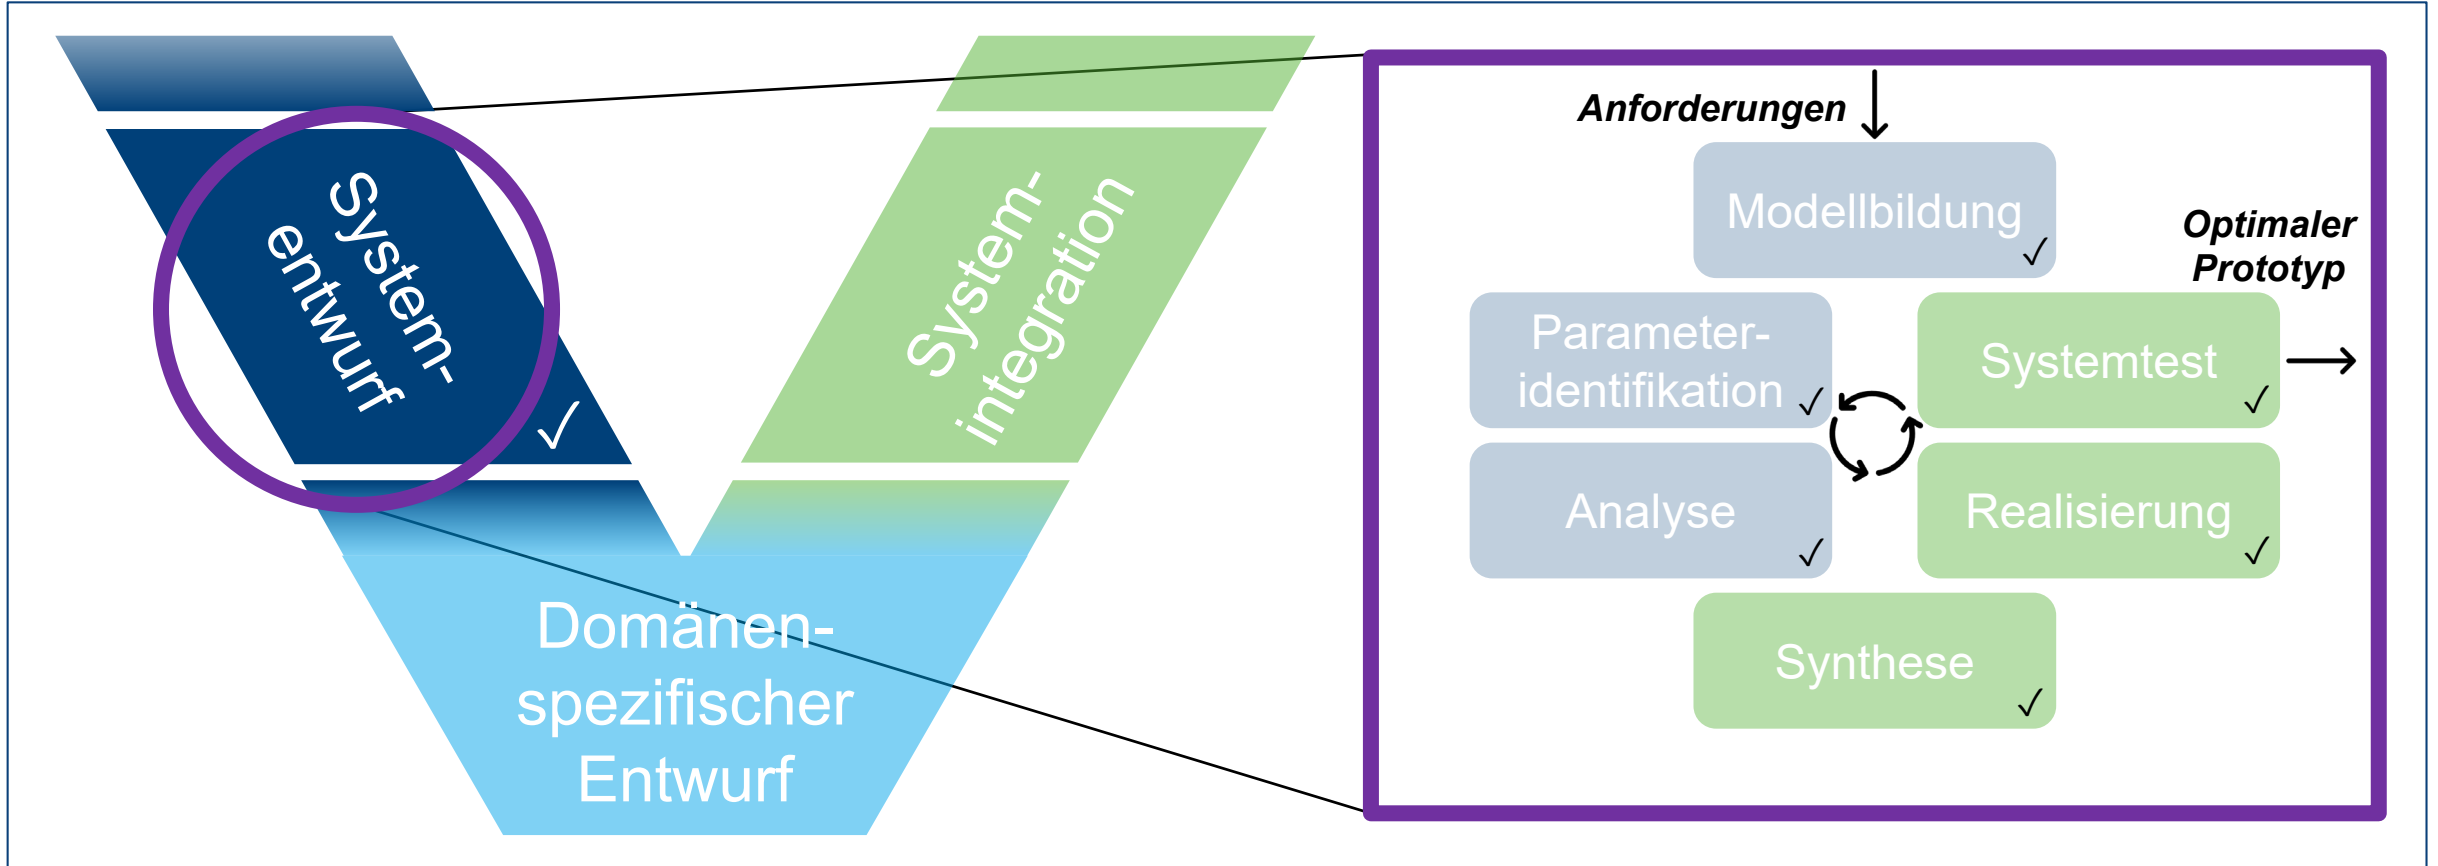 System-
entwurf
✓
System-
integration
Domänen-
spezifischer
Entwurf
Anforderungen
Modellbildung
✓
Optimaler
Prototyp
Parameter-
identifikation
✓
Systemtest
✓
Analyse
✓
Realisierung
✓
Synthese
✓